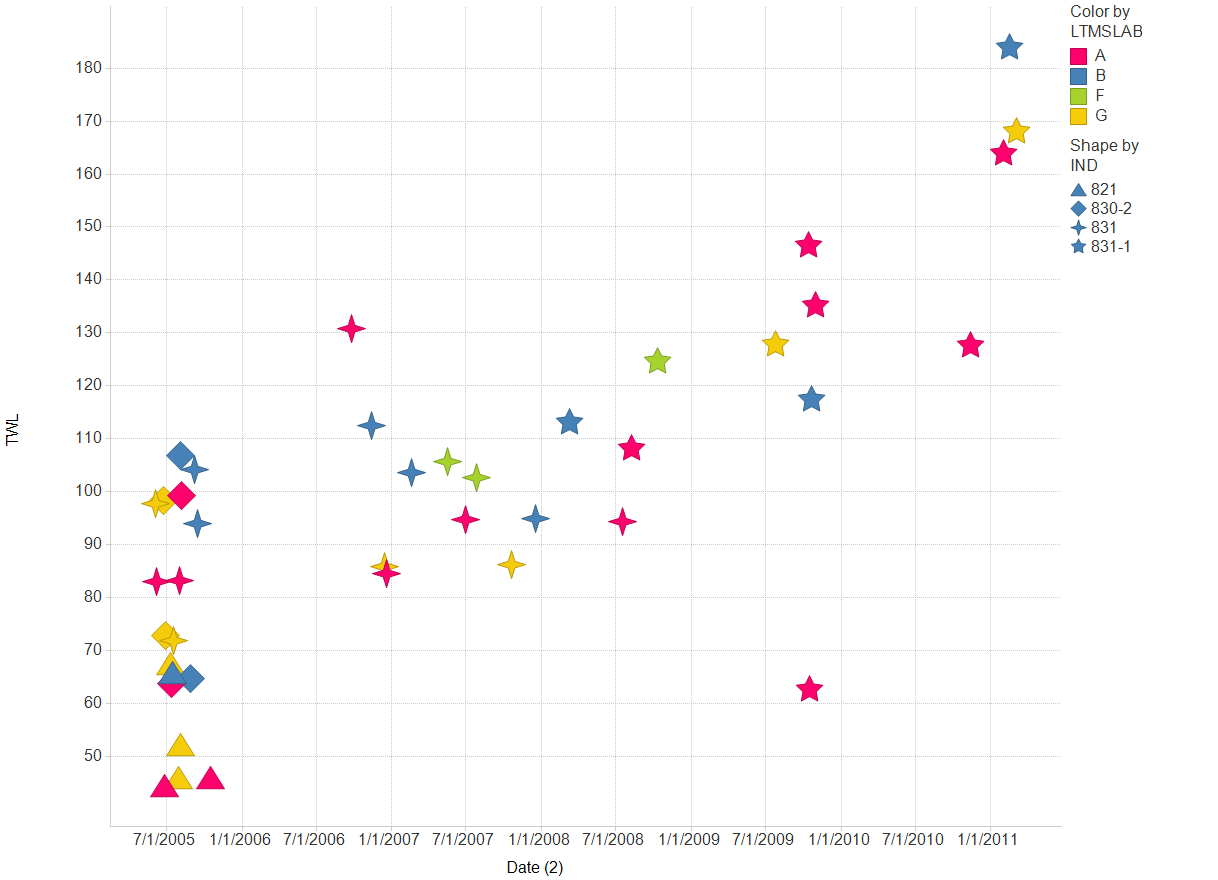 Color by
LTMSLAB
A
B
F
G
Shape by
IND
821
830-2
831
831-1
TWL
180
170
160
150
140
130
120
110
100
90
80
70
60
50
7/1/2005 1/1/2006 7/1/2006 1/1/2007 7/1/2007 1/1/2008 7/1/2008 1/1/2009 7/1/2009 1/1/2010 7/1/2010 1/1/2011
Date (2)